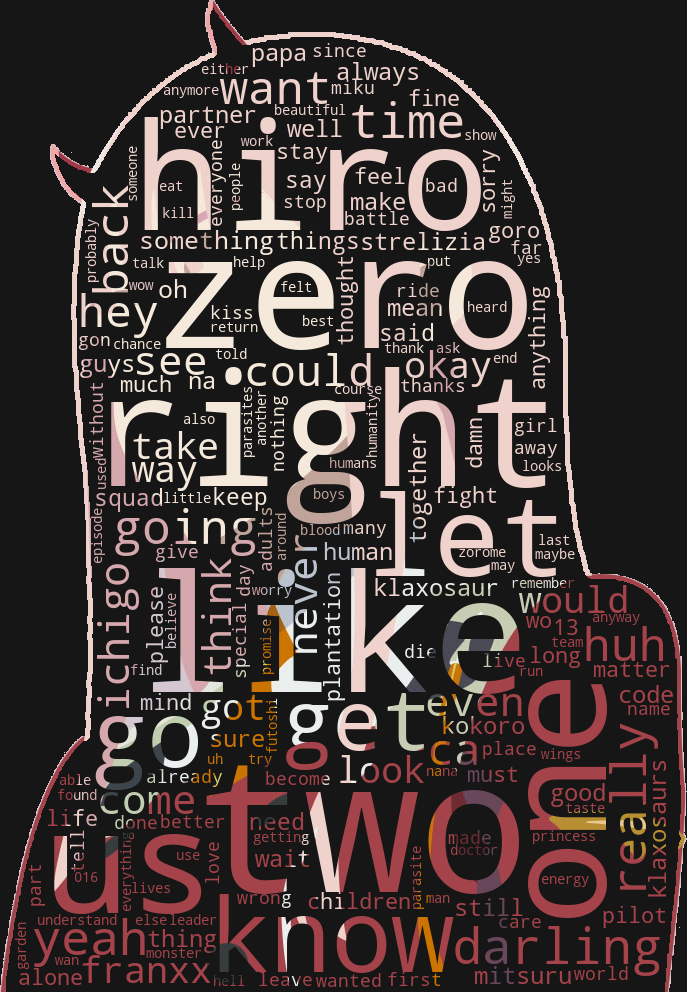 papa since
either want always
anymore miku
partner beautiful fine
ever well time show
hiro work stay
someone everyone people
eat say feel bad sorry
kill stop make might
battle
back something things strelizia goro
probably far yes
talk zero help put
wow oh felt thought ride anything
hey kiss mean heard
return best said
gon chance told thank ask end
guys see could okay
much na course thanks
without right
also parasites another nothing humanity together damn girl
take away
way humans looks
used squad little keep boys let fight
episode going adults around blood many last
give human zorome maybe
may
gichigo like never klaxosaur remember
please think special day worry plantation would
believe wo 13 anyway
promise die team huh
find live long matter
run
mind got get even one code
go futoshi kokoro name
sure ca place wings
uh try
able already become look nana must really
found come two good klaxosaurs
life done better need taste
tell us getting made princess
everything use love wait doctor
part 016 lives parasite energy
wrong children man still
understand else leader know care pilot
garden yeah thing darling
wan monster
alone franxx hell leave wanted first mitsuru world